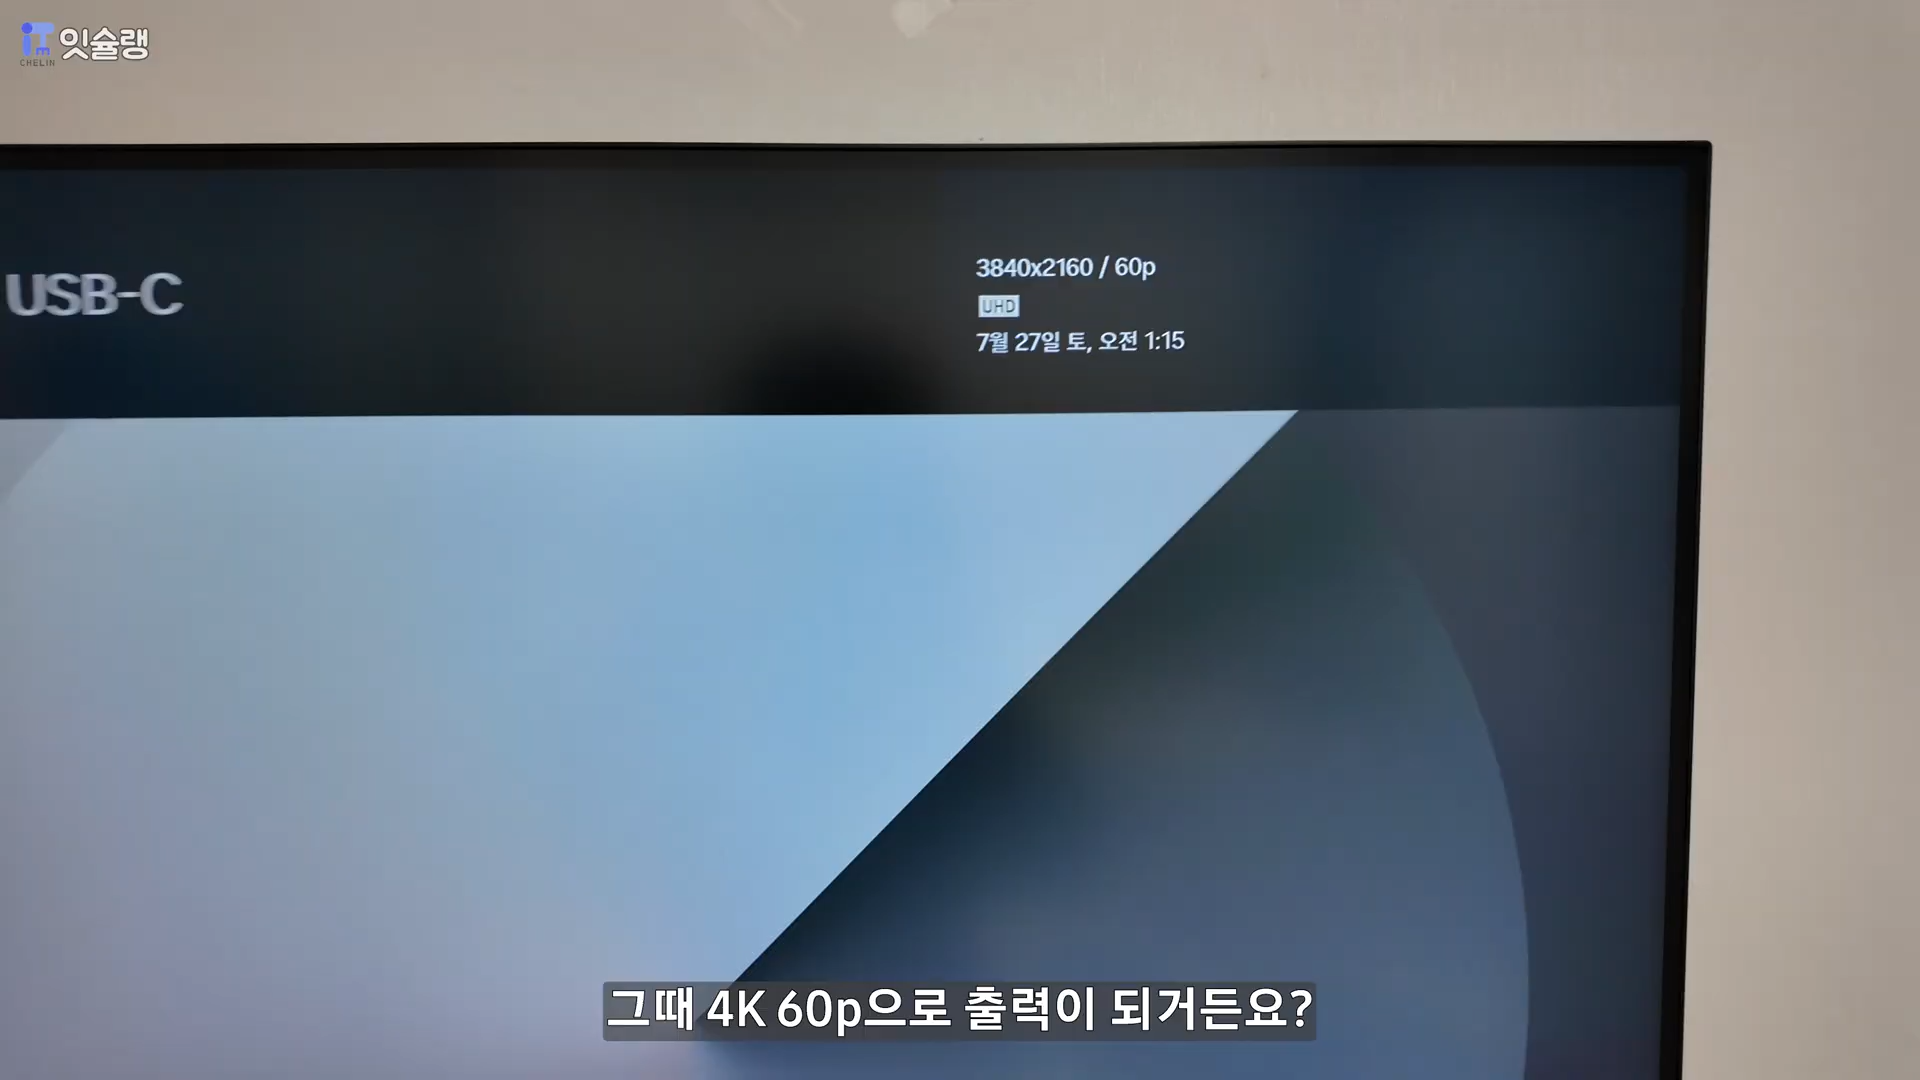 iT 잇슐랭
CHELIN
USB-C
3840x2160 / 60p
UHD
7월 27일 토, 오전 1:15
그때 4K 60p으로 출력이 되거든요?